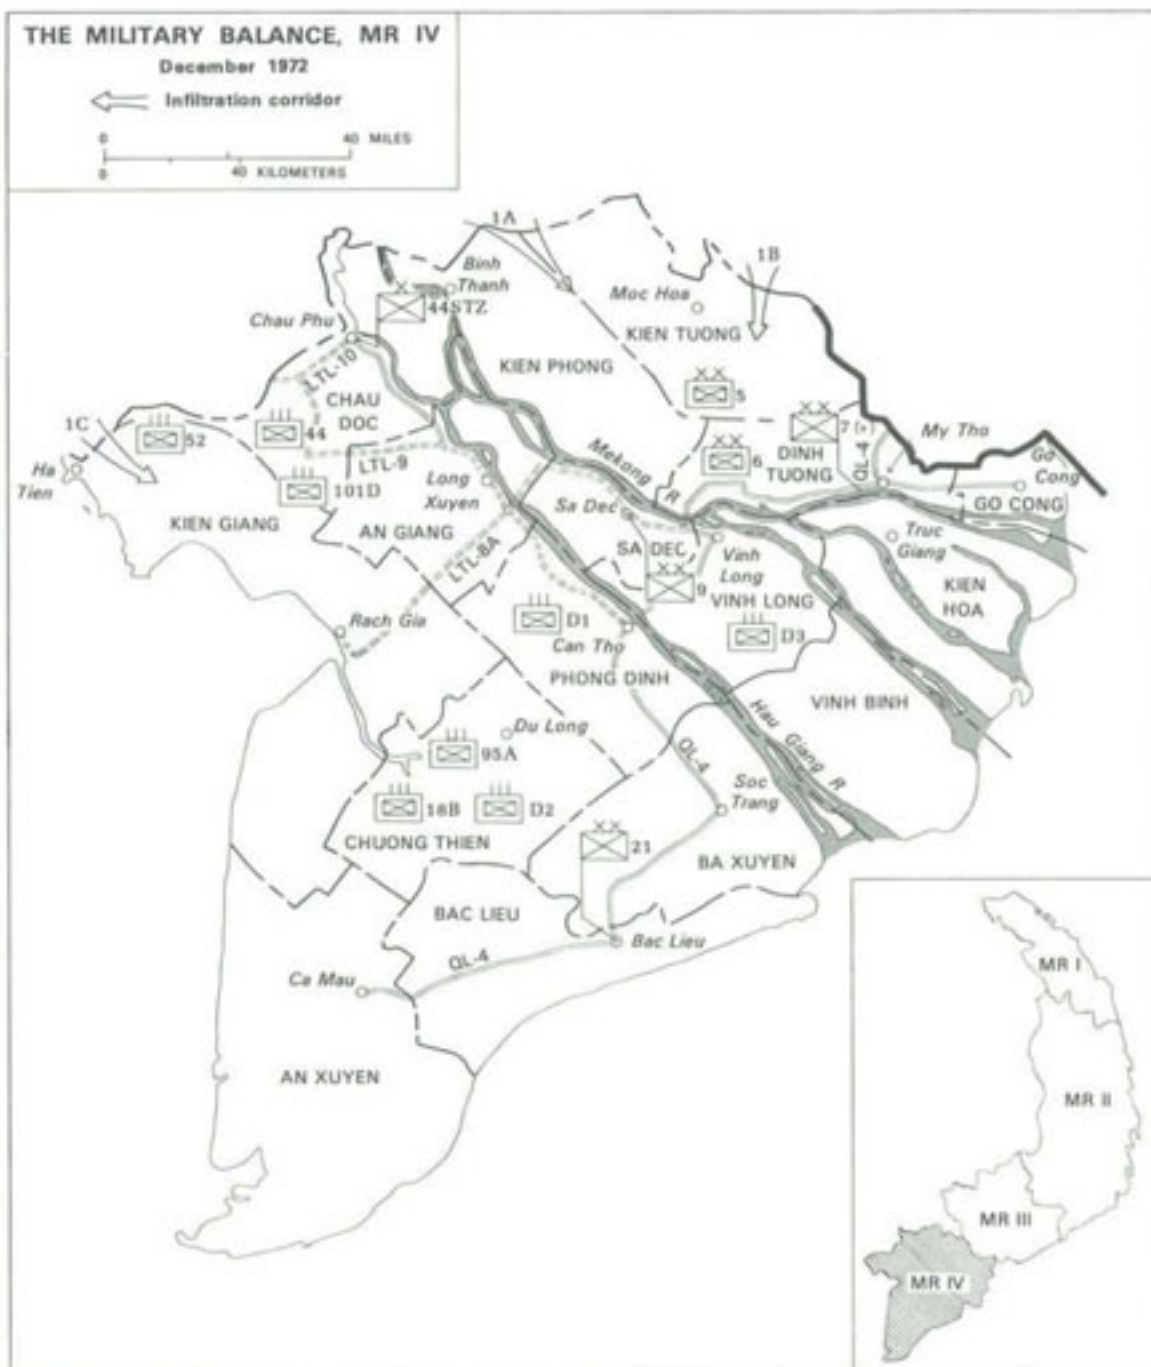 THE MILITARY BALANCE, MR IV
December 1972
Infiltration corridor
0 40 MILES
0 40 KILOMETERS
1A
1B
Binh
Thanh
Moc Hoa
44STZ
KIEN TUONG
Chau Phu
KIEN PHONG
LTL-10
CHAU
DOC
5
1C
52
44
7 (+)
My Tho
Go
Cong
Ha
Tien
LTL-9
Mekong R
6
DINH
TUONG
QL-4
101D
Long
Xuyen
GO CONG
KIEN GIANG
AN GIANG
Sa Dec
Truc
Giang
SA DEC
Vinh
Long
LTL-8A
9
VINH LONG
KIEN
HOA
Rach Gia
D1
D3
Can Tho
PHONG DINH
VINH BINH
Hau Giang R
Du Long
95A
QL-4
Soc
Trang
18B
D2
CHUONG THIEN
21
BA XUYEN
BAC LIEU
Bac Lieu
QL-4
Ca Mau
AN XUYEN
MR I
MR II
MR III
MR IV